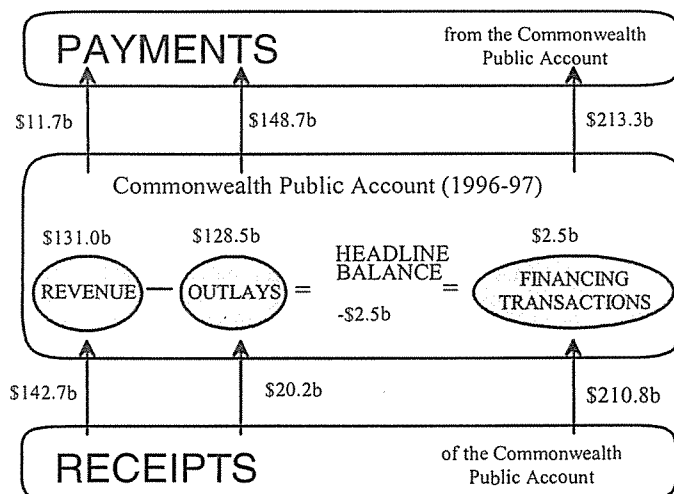 PAYMENTS
from the Commonwealth
Public Account
$11.7b
$148.7b
$213.3b
Commonwealth Public Account (1996-97)
$131.0b
$128.5b
$2.5b
REVENUE
—
OUTLAYS
=
HEADLINE
BALANCE
-$2.5b
=
FINANCING
TRANSACTIONS
$142.7b
$20.2b
$210.8b
RECEIPTS
of the Commonwealth
Public Account